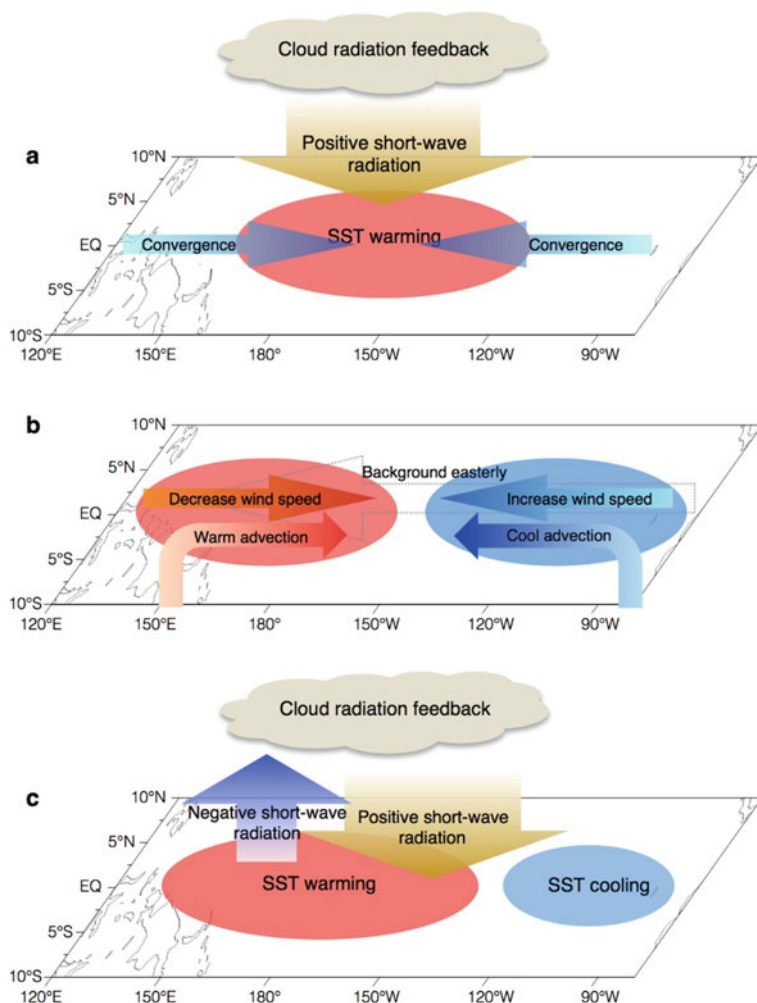 Cloud radiation feedback
Positive short-wave
radiation
a
10°N
5°N
EQ
5°S
10°S
SST warming
Convergence
Convergence
120°E
150°E
180°
150°W
120°W
90°W
b
10°N
5°N
EQ
5°S
10°S
Background easterly
Decrease wind speed
Increase wind speed
Warm advection
Cool advection
120°E
150°E
180°
150°W
120°W
90°W
Cloud radiation feedback
c
10°N
5°N
EQ
5°S
10°S
Negative short-wave
radiation
Positive short-wave
radiation
SST warming
SST cooling
120°E
150°E
180°
150°W
120°W
90°W